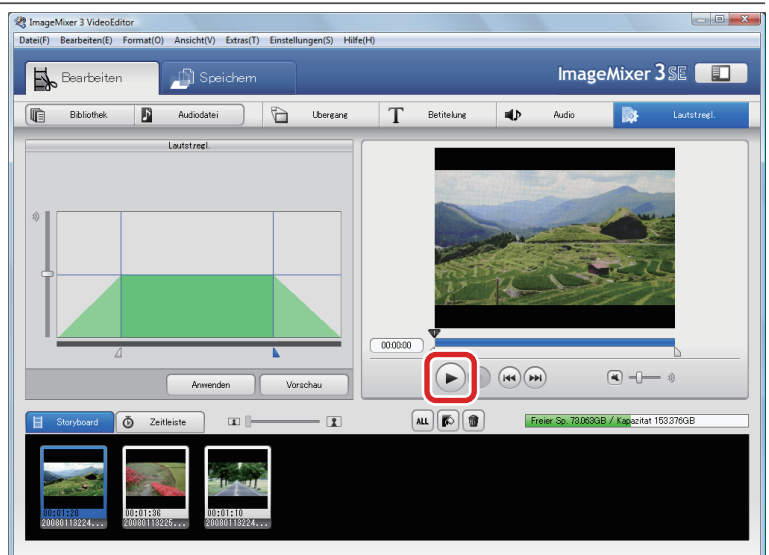 ImageMixer 3 VideoEditor
Datei(F) Bearbeiten(E) Format(O) Ansicht(V) Extras(T) Einstellungen(S) Hilfe(H)
Bearbeiten Speichern ImageMixer 3 SE
Bibliothek Audiodatei Ubergang T Betitelung Audio Lautstregl.
Lautstregl.
00:00:00
Anwenden Vorschau
Storyboard Zeitleiste ALL Freier Sp. 73.063GB / Kapazitat 153.376GB
00:01:20 00:01:36 00:01:10
20080113224... 20080113225... 20080113224...